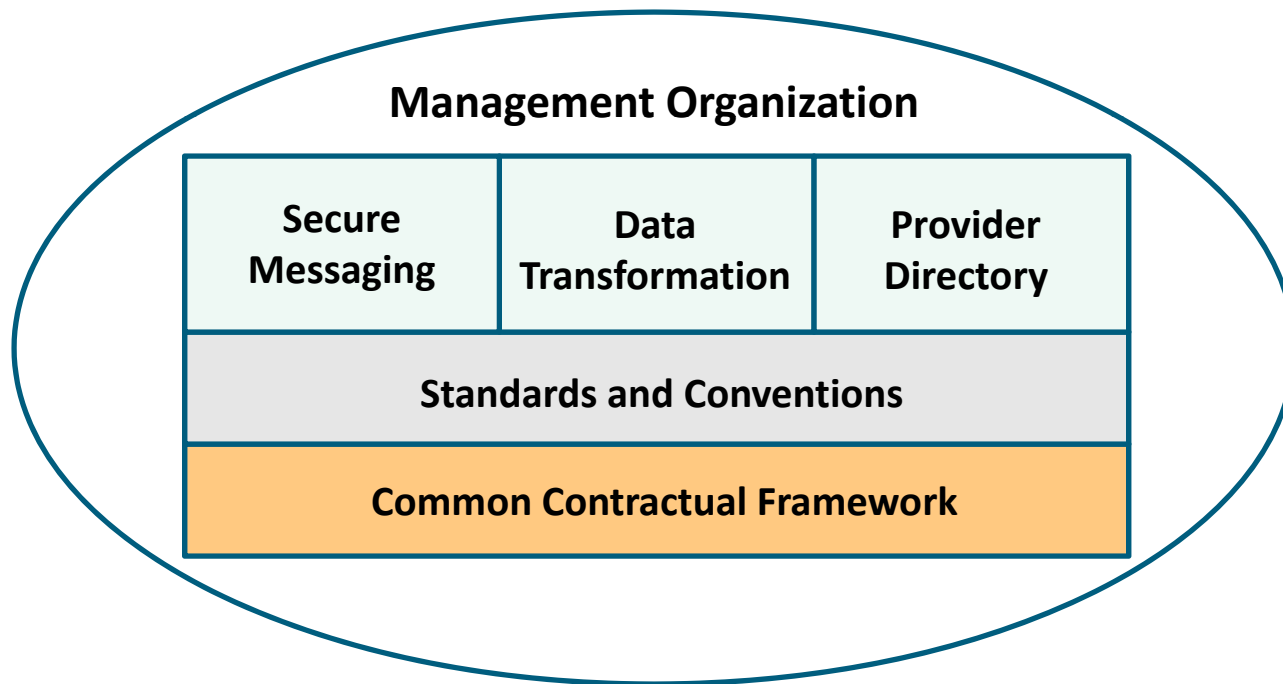 Management Organization
Secure
Messaging
Data
Transformation
Provider
Directory
Standards and Conventions
Common Contractual Framework